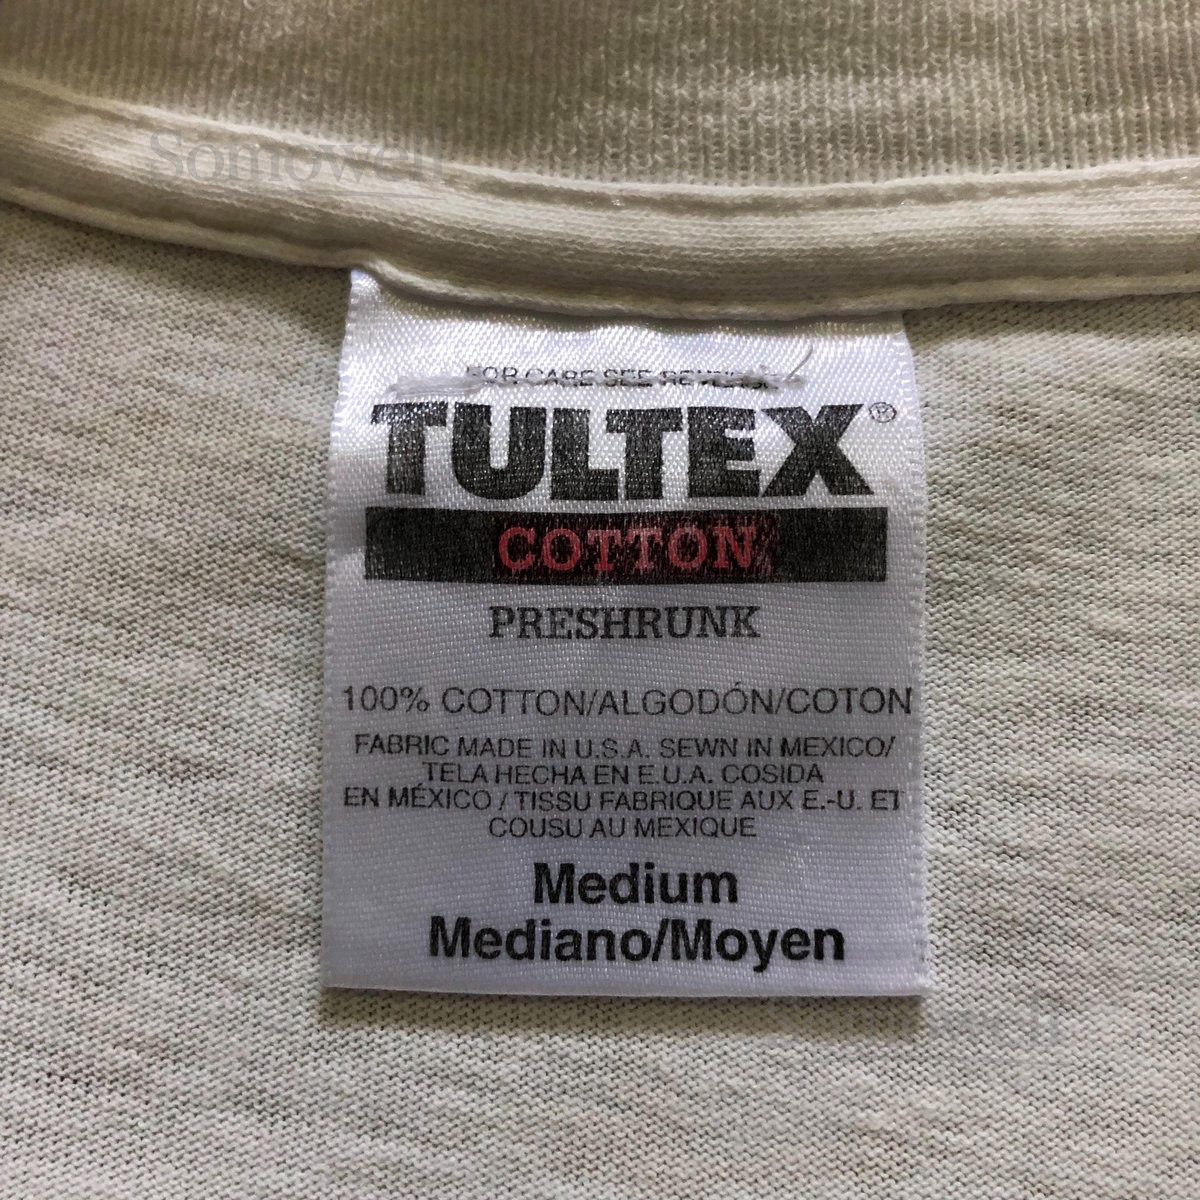 Somowell
FOR CARE SEE REVERSE
TULTEX®
COTTON
PRESHRUNK
100% COTTON/ALGODÓN/COTON
FABRIC MADE IN U.S.A. SEWN IN MEXICO/
TELA HECHA EN E.U.A. COSIDA
EN MÉXICO / TISSU FABRIQUE AUX E.-U. ET
COUSU AU MEXIQUE
Medium
Mediano/Moyen